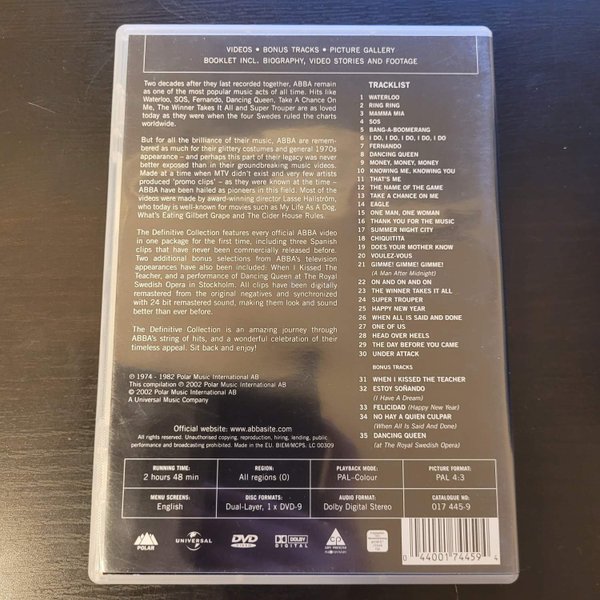 VIDEOS • BONUS TRACKS • PICTURE GALLERY
BOOKLET INCL. BIOGRAPHY, VIDEO STORIES AND FOOTAGE
Two decades after they last recorded together, ABBA remain
as one of the most popular music acts of all time. Hits like
Waterloo, SOS, Fernando, Dancing Queen, Take A Chance On
Me, The Winner Takes It All and Super Trouper are as loved
today as they were when the four Swedes ruled the charts
worldwide.
But for all the brilliance of their music, ABBA are remem-
bered as much for their glittery costumes and general 1970s
appearance – and perhaps this part of their legacy was never
better exposed than in their groundbreaking music videos.
Made at a time when MTV didn't exist and very few artists
produced 'promo clips' – as they were known at the time –
ABBA have been hailed as pioneers in this field. Most of the
videos were made by award-winning director Lasse Hallström,
who today is well-known for movies such as My Life As A Dog,
What's Eating Gilbert Grape and The Cider House Rules.
The Definitive Collection features every official ABBA video
in one package for the first time, including three Spanish
clips that have never been commercially released before.
Two additional bonus selections from ABBA's television
appearances have also been included: When I Kissed The
Teacher, and a performance of Dancing Queen at The Royal
Swedish Opera in Stockholm. All clips have been digitally
remastered from the original negatives and synchronized
with 24 bit remastered sound, making them look and sound
better than ever before.
The Definitive Collection is an amazing journey through
ABBA's string of hits, and a wonderful celebration of their
timeless appeal. Sit back and enjoy!
℗ 1974 - 1982 Polar Music International AB
This compilation ℗ 2002 Polar Music International AB
© 2002 Polar Music International AB
A Universal Music Company
TRACKLIST
1 WATERLOO
2 RING RING
3 MAMMA MIA
4 SOS
5 BANG-A-BOOMERANG
6 I DO, I DO, I DO, I DO, I DO
7 FERNANDO
8 DANCING QUEEN
9 MONEY, MONEY, MONEY
10 KNOWING ME, KNOWING YOU
11 THAT'S ME
12 THE NAME OF THE GAME
13 TAKE A CHANCE ON ME
14 EAGLE
15 ONE MAN, ONE WOMAN
16 THANK YOU FOR THE MUSIC
17 SUMMER NIGHT CITY
18 CHIQUITITA
19 DOES YOUR MOTHER KNOW
20 VOULEZ-VOUS
21 GIMME! GIMME! GIMME!
(A Man After Midnight)
22 ON AND ON AND ON
23 THE WINNER TAKES IT ALL
24 SUPER TROUPER
25 HAPPY NEW YEAR
26 WHEN ALL IS SAID AND DONE
27 ONE OF US
28 HEAD OVER HEELS
29 THE DAY BEFORE YOU CAME
30 UNDER ATTACK
BONUS TRACKS
31 WHEN I KISSED THE TEACHER
32 ESTOY SOÑANDO
(I Have a Dream)
33 FELICIDAD (Happy New Year)
34 NO HAY A QUIEN CULPAR
(When All Is Said And Done)
35 DANCING QUEEN
(at The Royal Swedish Opera)
Official website: www.abbasite.com
All rights reserved. Unauthorised copying, reproduction, hiring, lending, public
performance and broadcasting prohibited. Made in the EU. BIEM/MCPS. LC 00309
RUNNING TIME:
2 hours 48 min
REGION:
All regions (0)
PLAYBACK MODE:
PAL–Colour
PICTURE FORMAT:
PAL 4:3
MENU SCREENS:
English
DISC FORMATS:
Dual-Layer, 1 x DVD-9
AUDIO FORMAT:
Dolby Digital Stereo
CATALOGUE NO:
017 445-9
POLAR
UNIVERSAL
DVD
VIDEO
DOLBY
DIGITAL
0 44001 74459 4